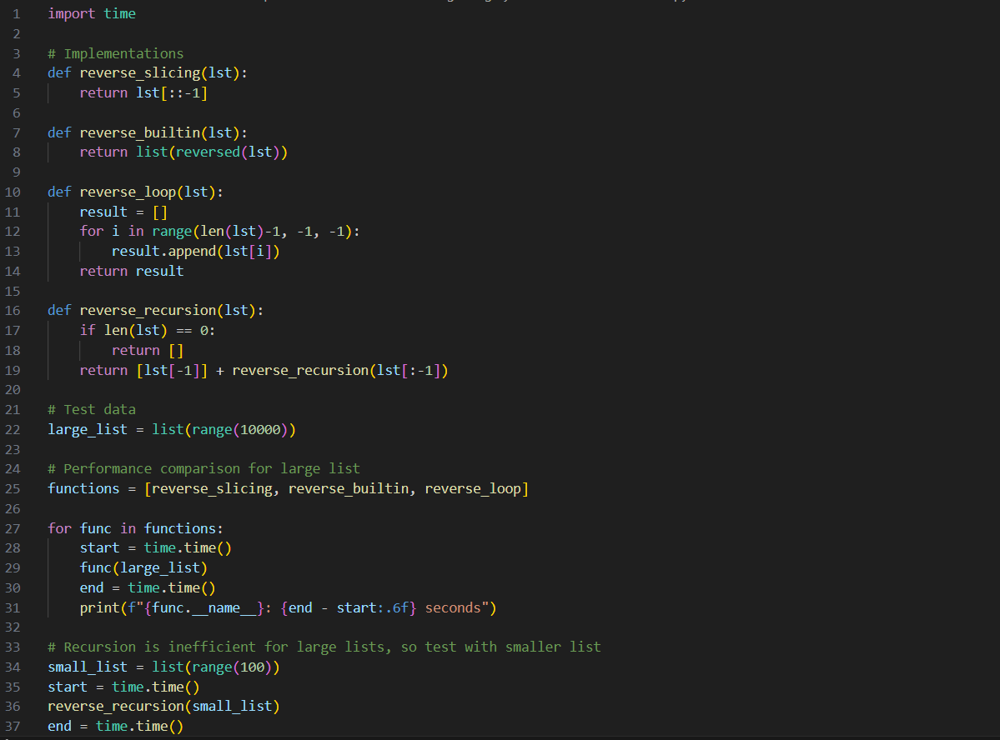 1 import time
2
3 # Implementations
4 def reverse_slicing(lst):
5     return lst[::-1]
6
7 def reverse_builtin(lst):
8     return list(reversed(lst))
9
10 def reverse_loop(lst):
11     result = []
12     for i in range(len(lst)-1, -1, -1):
13         result.append(lst[i])
14     return result
15
16 def reverse_recursion(lst):
17     if len(lst) == 0:
18         return []
19     return [lst[-1]] + reverse_recursion(lst[:-1])
20
21 # Test data
22 large_list = list(range(10000))
23
24 # Performance comparison for large list
25 functions = [reverse_slicing, reverse_builtin, reverse_loop]
26
27 for func in functions:
28     start = time.time()
29     func(large_list)
30     end = time.time()
31     print(f"{func.__name__}: {end - start:.6f} seconds")
32
33 # Recursion is inefficient for large lists, so test with smaller list
34 small_list = list(range(100))
35 start = time.time()
36 reverse_recursion(small_list)
37 end = time.time()